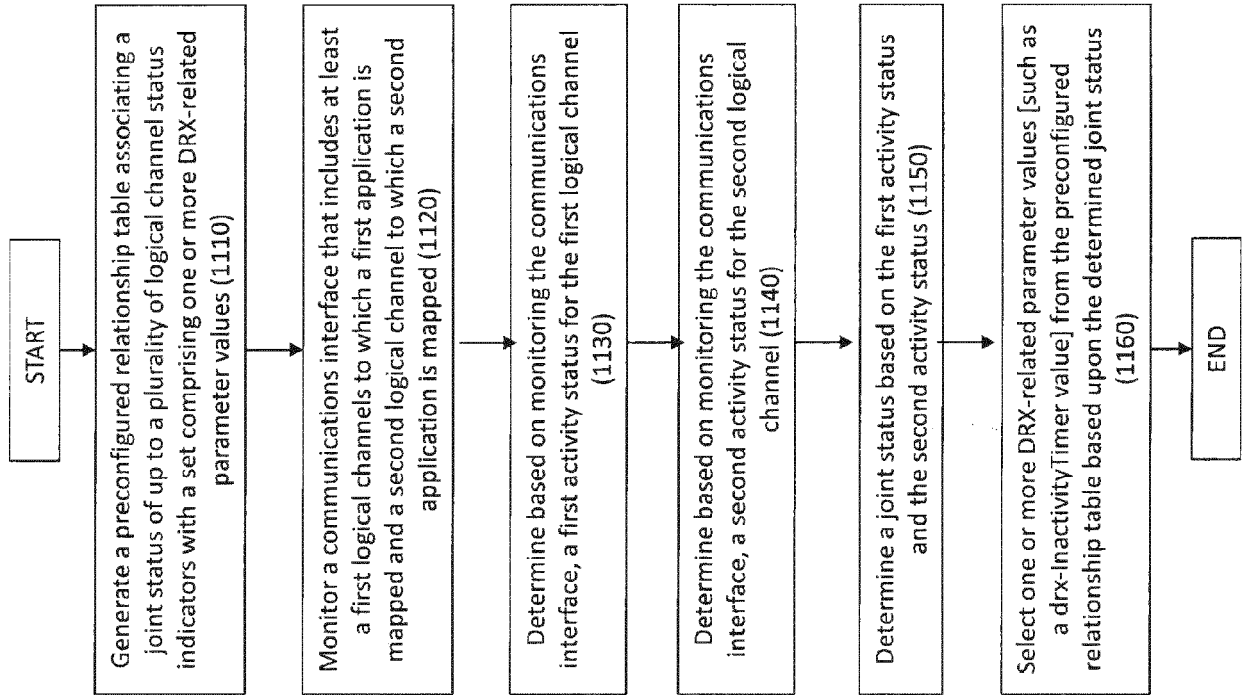 START
Generate a preconfigured relationship table associating a
joint status of up to a plurality of logical channel status
indicators with a set comprising one or more DRX-related
parameter values (1110)
Monitor a communications interface that includes at least
a first logical channels to which a first application is
mapped and a second logical channel to which a second
application is mapped (1120)
Determine based on monitoring the communications
interface, a first activity status for the first logical channel
(1130)
Determine based on monitoring the communications
interface, a second activity status for the second logical
channel (1140)
Determine a joint status based on the first activity status
and the second activity status (1150)
Select one or more DRX-related parameter values [such as
a drx-InactivityTimer value] from the preconfigured
relationship table based upon the determined joint status
(1160)
END